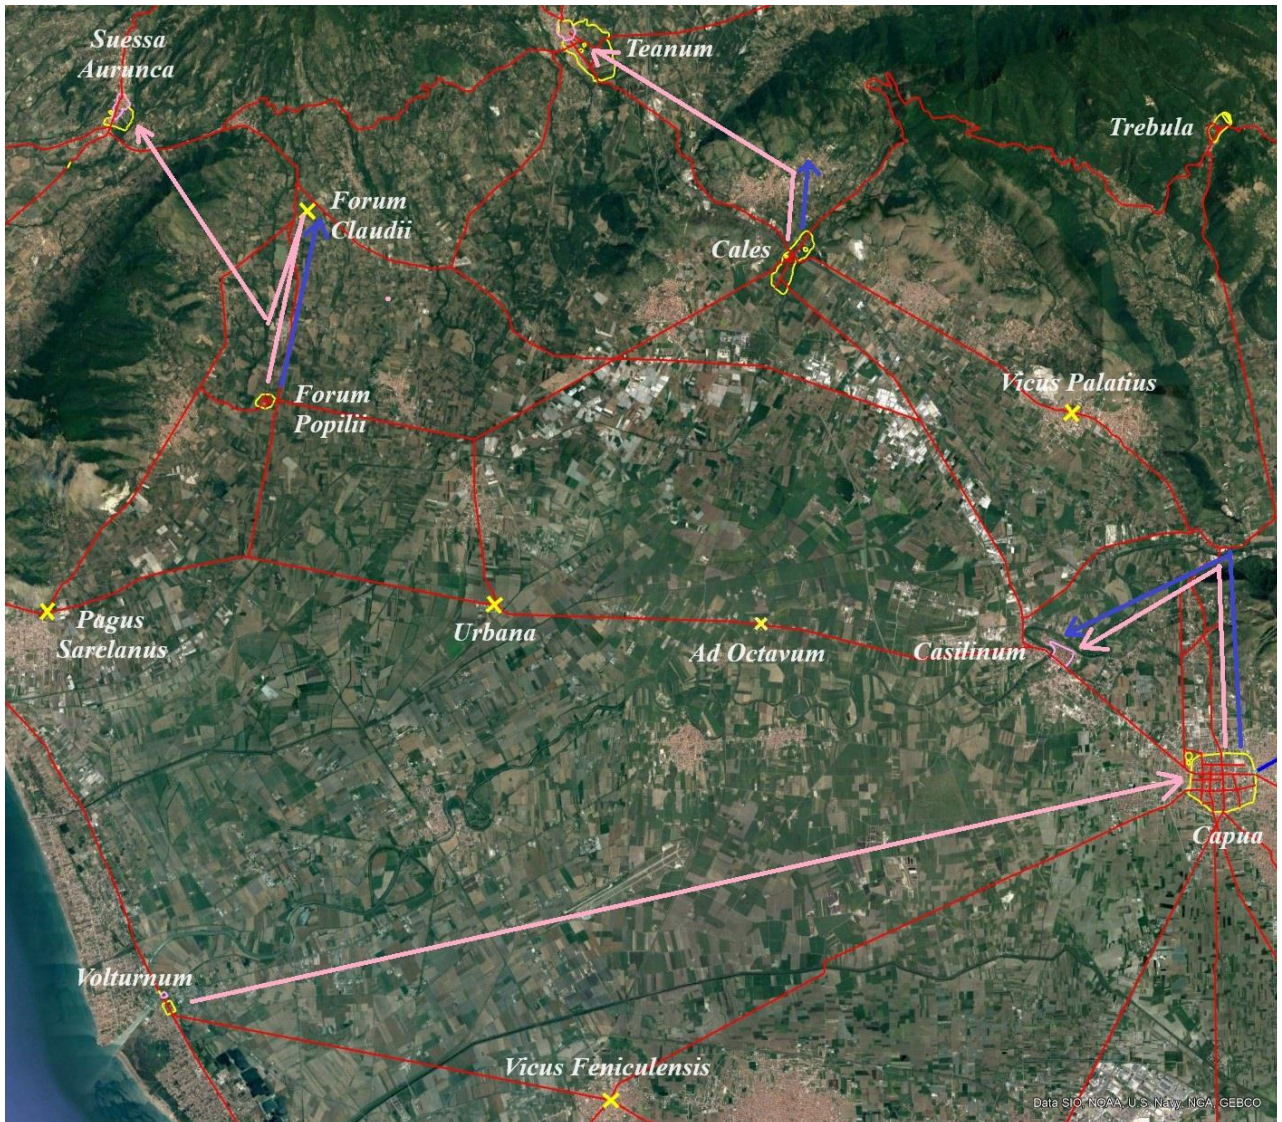 Suessa
Aurunca
Teanum
Trebula
Forum
Claudii
Cales
Vicus Palatius
Forum
Popilii
Pagus
Sarelanus
Urbana
Ad Octavum
Casilinum
Capua
Volturnum
Vicus Feniculensis
Data SIO, NOAA, U.S. Navy, NGA, GEBCO